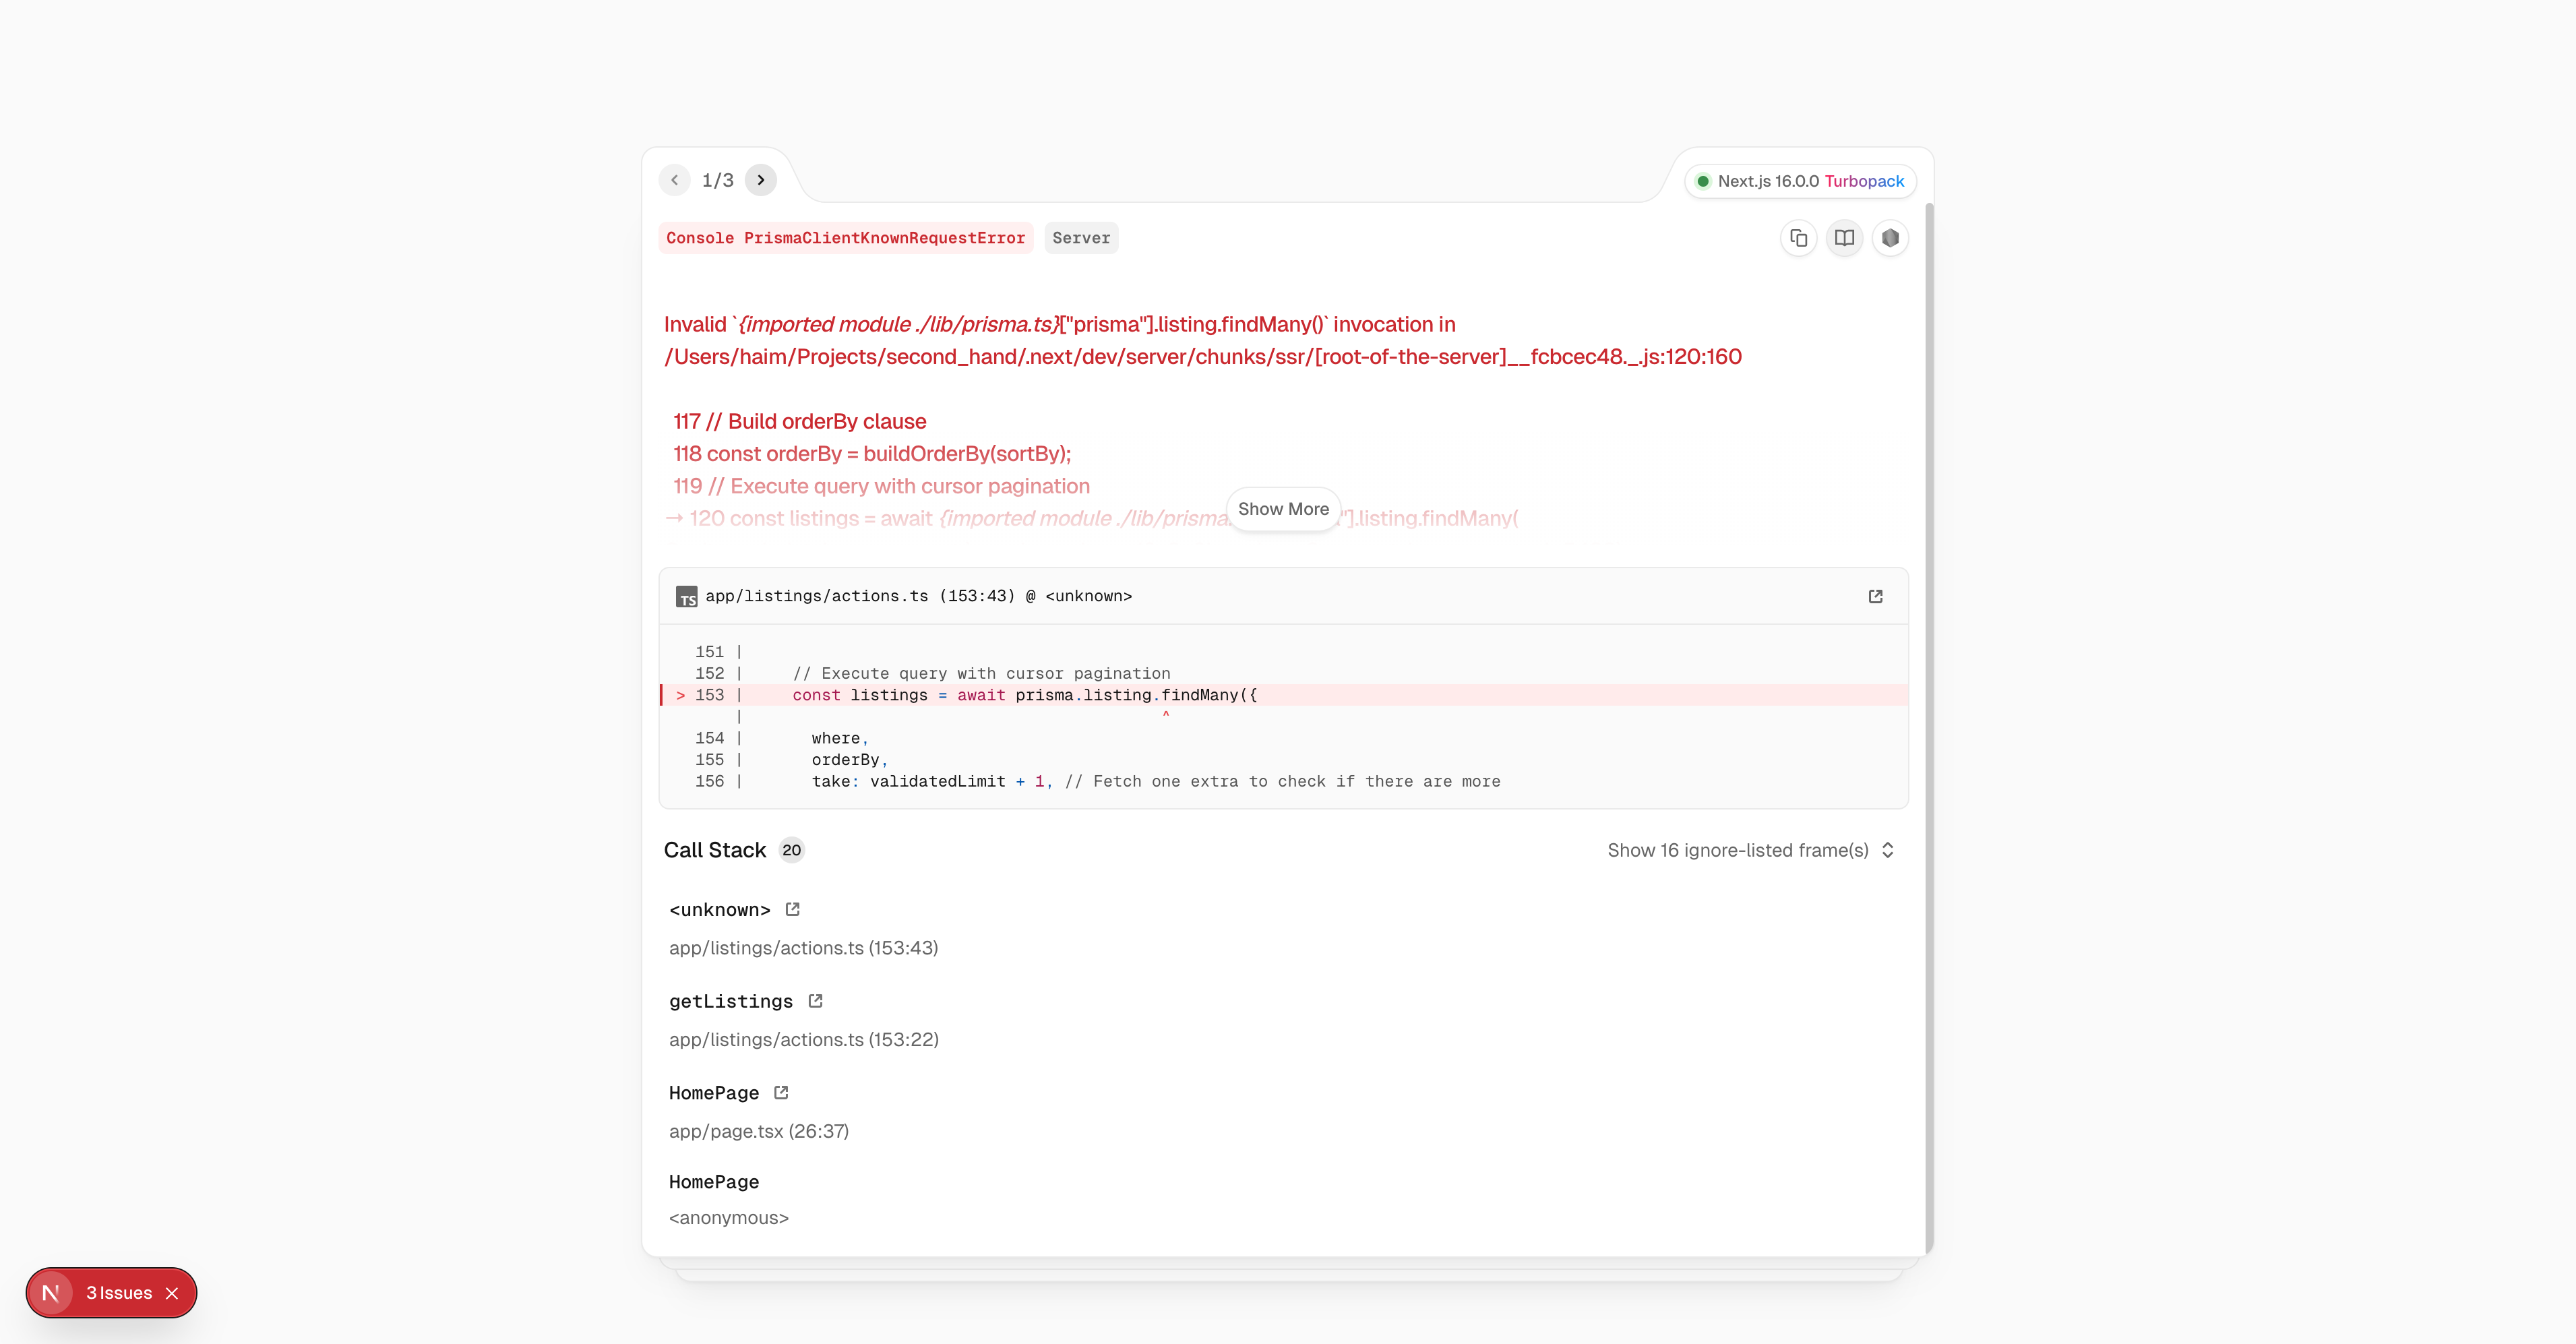 1/3
Next.js 16.0.0 Turbopack
Console PrismaClientKnownRequestError Server
Invalid `{imported module ./lib/prisma.ts}["prisma"].listing.findMany()` invocation in
/Users/haim/Projects/second_hand/.next/dev/server/chunks/ssr/[root-of-the-server]__fcbcec48._.js:120:160
117 // Build orderBy clause
118 const orderBy = buildOrderBy(sortBy);
119 // Execute query with cursor pagination
→ 120 const listings = await {imported module ./lib/prisma. "].listing.findMany(
Show More
TS app/listings/actions.ts (153:43) @ <unknown>
151 |
152 | // Execute query with cursor pagination
> 153 | const listings = await prisma.listing.findMany({
| ^
154 | where,
155 | orderBy,
156 | take: validatedLimit + 1, // Fetch one extra to check if there are more
Call Stack 20
Show 16 ignore-listed frame(s)
<unknown>
app/listings/actions.ts (153:43)
getListings
app/listings/actions.ts (153:22)
HomePage
app/page.tsx (26:37)
HomePage
<anonymous>
N 3 Issues